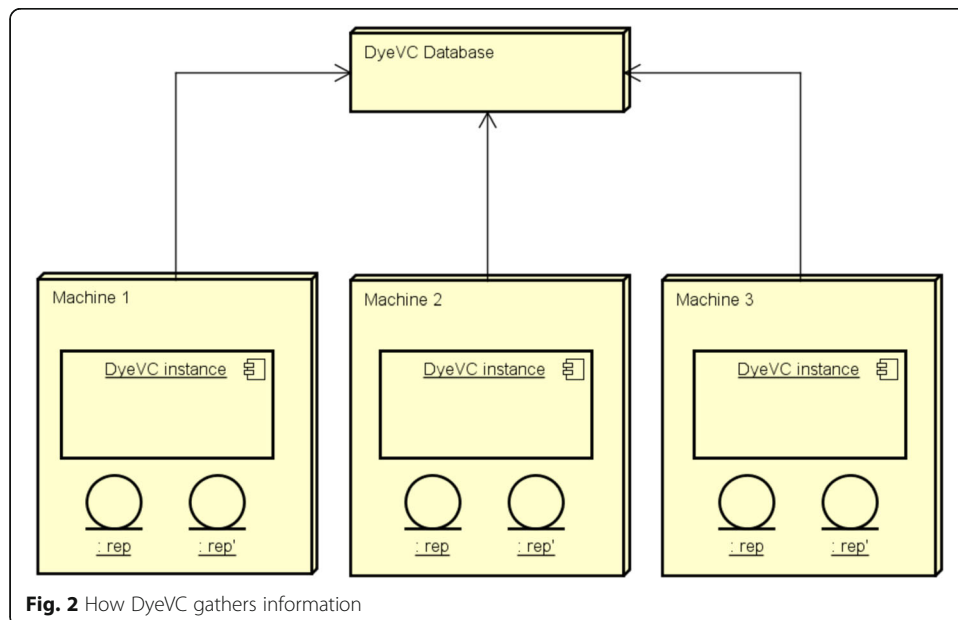 DyeVC Database
Machine 1
DyeVC instance
: rep
: rep'
Machine 2
DyeVC instance
: rep
: rep'
Machine 3
DyeVC instance
: rep
: rep'
Fig. 2 How DyeVC gathers information